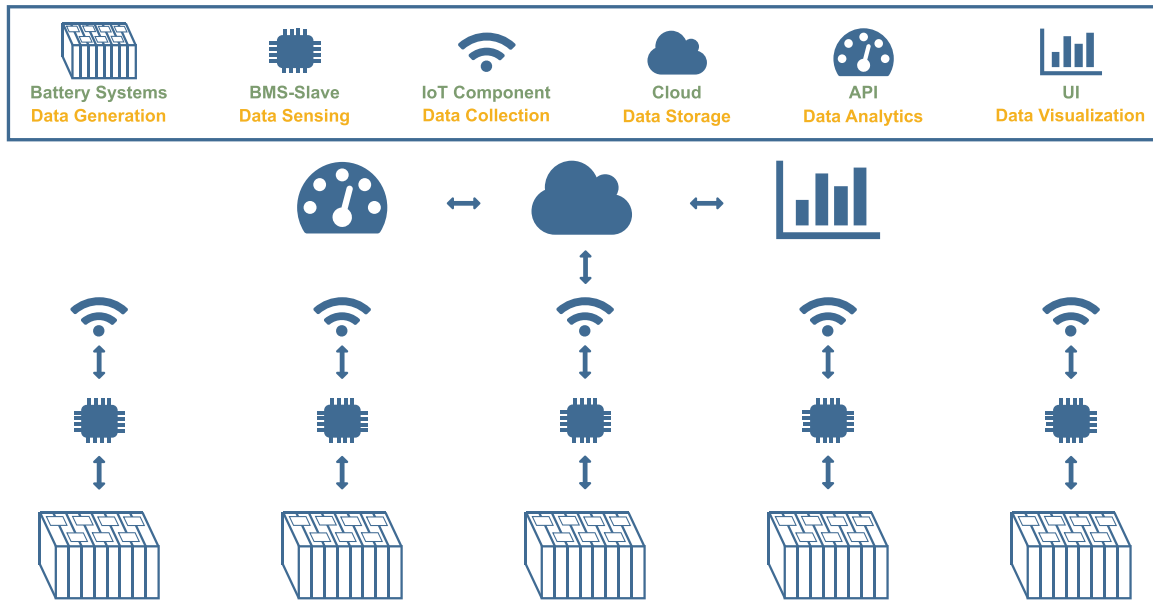 Battery Systems
Data Generation
BMS-Slave
Data Sensing
IoT Component
Data Collection
Cloud
Data Storage
API
Data Analytics
UI
Data Visualization